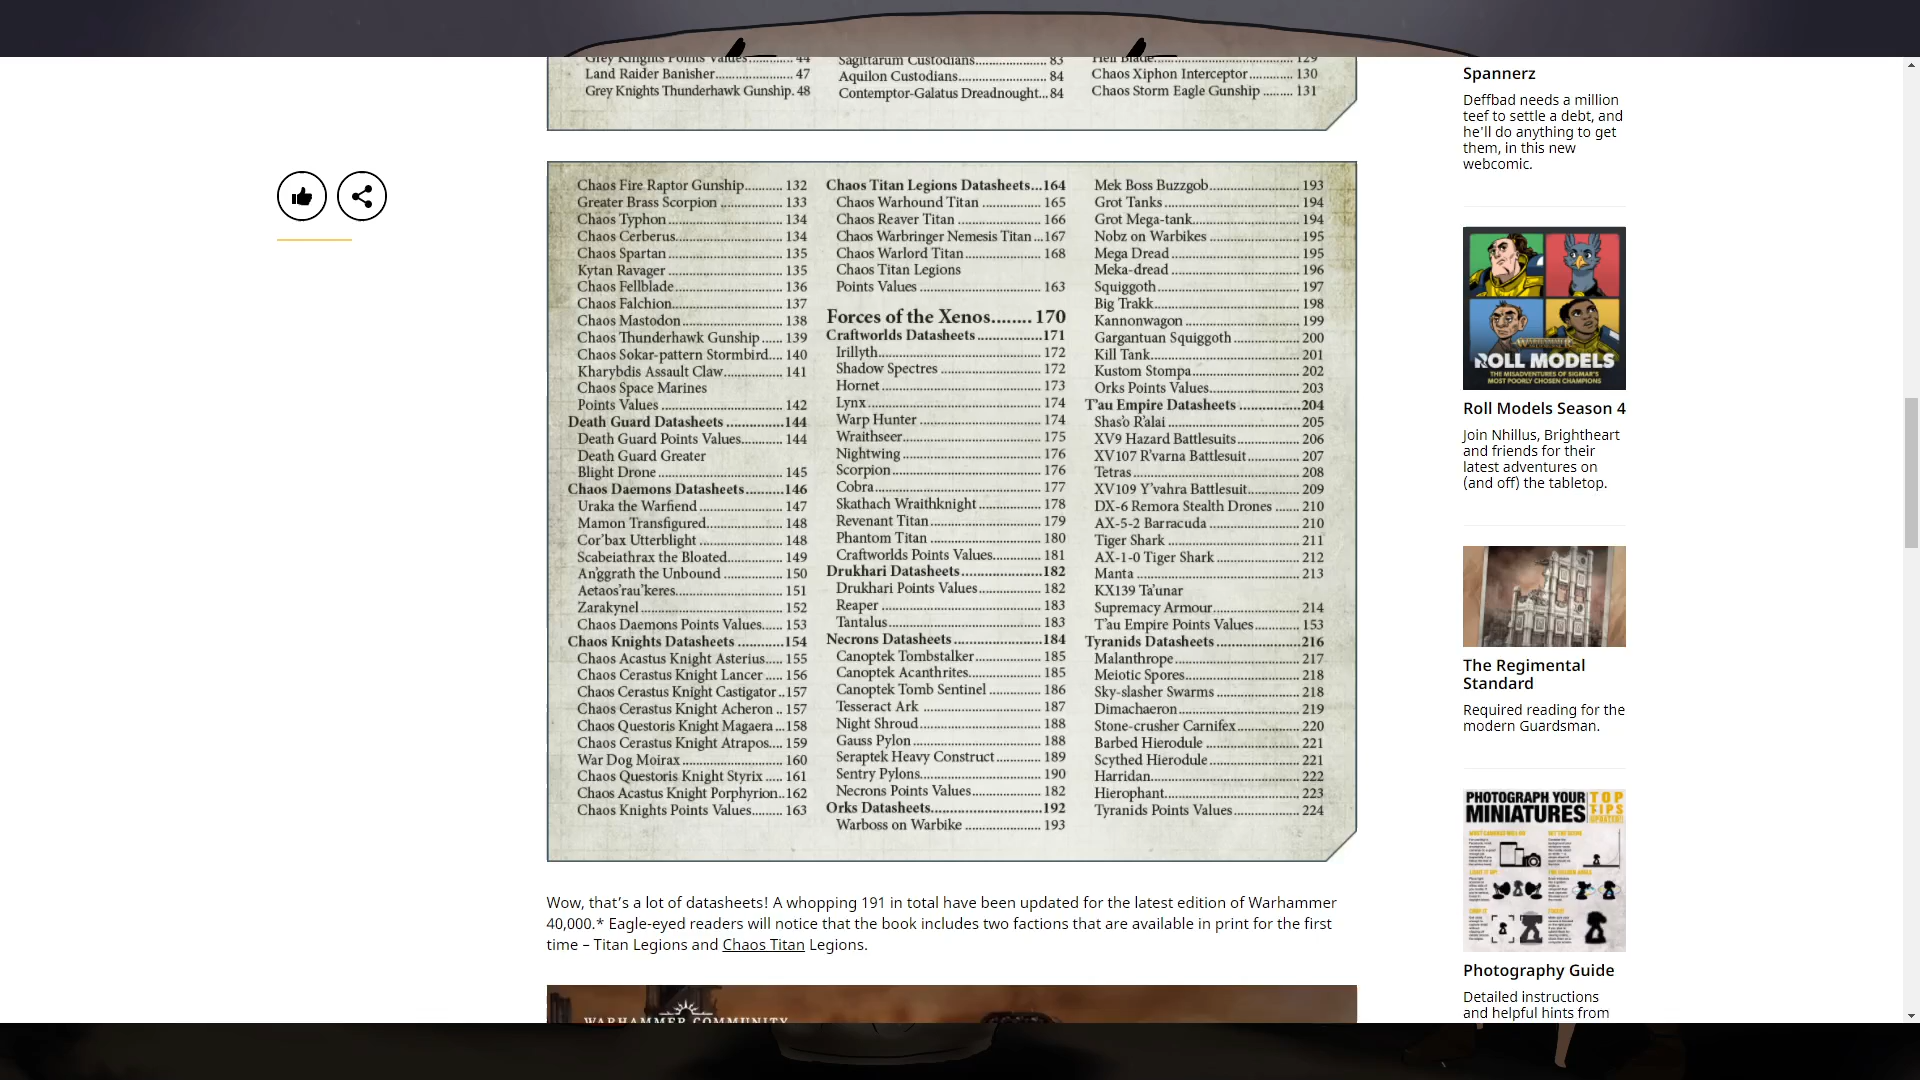 Grey Knights Points Values............ 44
Land Raider Banisher..................... 47
Grey Knights Thunderhawk Gunship. 48
Sagittarum Custodians................... 83
Aquilon Custodians........................ 84
Contemptor-Galatus Dreadnought...84
Hell Blade..................................... 129
Chaos Xiphon Interceptor............ 130
Chaos Storm Eagle Gunship ......... 131
Chaos Fire Raptor Gunship........... 132
Greater Brass Scorpion ................. 133
Chaos Typhon ............................... 134
Chaos Cerberus............................. 134
Chaos Spartan ............................... 135
Kytan Ravager ............................... 135
Chaos Fellblade ............................. 136
Chaos Falchion.............................. 137
Chaos Mastodon ........................... 138
Chaos Thunderhawk Gunship ...... 139
Chaos Sokar-pattern Stormbird.... 140
Kharybdis Assault Claw................ 141
Chaos Space Marines
Points Values ................................ 142
Death Guard Datasheets ...............144
Death Guard Points Values........... 144
Death Guard Greater
Blight Drone ................................. 145
Chaos Daemons Datasheets..........146
Uraka the Warfiend ...................... 147
Mamon Transfigured.................... 148
Cor'bax Utterblight ...................... 148
Scabeiathrax the Bloated............... 149
An'ggrath the Unbound ................ 150
Aetaos'rau'keres............................. 151
Zarakynel ...................................... 152
Chaos Daemons Points Values...... 153
Chaos Knights Datasheets ............154
Chaos Acastus Knight Asterius..... 155
Chaos Cerastus Knight Lancer ..... 156
Chaos Cerastus Knight Castigator ..157
Chaos Cerastus Knight Acheron .. 157
Chaos Questoris Knight Magaera ...158
Chaos Cerastus Knight Atrapos.... 159
War Dog Moirax ........................... 160
Chaos Questoris Knight Styrix ..... 161
Chaos Acastus Knight Porphyrion..162
Chaos Knights Points Values........ 163
Chaos Titan Legions Datasheets...164
Chaos Warhound Titan ................ 165
Chaos Reaver Titan ...................... 166
Chaos Warbringer Nemesis Titan ...167
Chaos Warlord Titan .................... 168
Chaos Titan Legions
Points Values ................................ 163
Forces of the Xenos........ 170
Craftworlds Datasheets .................171
Irillyth............................................ 172
Shadow Spectres ........................... 172
Hornet ........................................... 173
Lynx ............................................... 174
Warp Hunter ................................ 174
Wraithseer..................................... 175
Nightwing ..................................... 176
Scorpion ........................................ 176
Cobra ............................................. 177
Skathach Wraithknight ................ 178
Revenant Titan .............................. 179
Phantom Titan .............................. 180
Craftworlds Points Values............. 181
Drukhari Datasheets......................182
Drukhari Points Values ................ 182
Reaper ........................................... 183
Tantalus ......................................... 183
Necrons Datasheets .......................184
Canoptek Tombstalker.................. 185
Canoptek Acanthrites................... 185
Canoptek Tomb Sentinel .............. 186
Tesseract Ark ................................ 187
Night Shroud................................. 188
Gauss Pylon ................................... 188
Seraptek Heavy Construct ............ 189
Sentry Pylons................................. 190
Necrons Points Values................... 182
Orks Datasheets.............................192
Warboss on Warbike .................... 193
Mek Boss Buzzgob........................ 193
Grot Tanks .................................... 194
Grot Mega-tank............................. 194
Nobz on Warbikes ........................ 195
Mega Dread................................... 195
Meka-dread ................................... 196
Squiggoth....................................... 197
Big Trakk....................................... 198
Kannonwagon ............................... 199
Gargantuan Squiggoth .................. 200
Kill Tank........................................ 201
Kustom Stompa............................. 202
Orks Points Values........................ 203
T'au Empire Datasheets .................204
Shas'o R'alai .................................. 205
XV9 Hazard Battlesuits................. 206
XV107 R'varna Battlesuit.............. 207
Tetras ............................................. 208
XV109 Y'vahra Battlesuit.............. 209
DX-6 Remora Stealth Drones ...... 210
AX-5-2 Barracuda ......................... 210
Tiger Shark .................................... 211
AX-1-0 Tiger Shark ...................... 212
Manta ............................................ 213
KX139 Ta'unar
Supremacy Armour....................... 214
T'au Empire Points Values............ 153
Tyranids Datasheets ......................216
Malanthrope.................................. 217
Meiotic Spores............................... 218
Sky-slasher Swarms ...................... 218
Dimachaeron................................. 219
Stone-crusher Carnifex................. 220
Barbed Hierodule ......................... 221
Scythed Hierodule ........................ 221
Harridan........................................ 222
Hierophant.................................... 223
Tyranids Points Values ................. 224
Wow, that's a lot of datasheets! A whopping 191 in total have been updated for the latest edition of Warhammer
40,000.* Eagle-eyed readers will notice that the book includes two factions that are available in print for the first
time – Titan Legions and Chaos Titan Legions.
WARHAMMER COMMUNITY
Spannerz
Deffbad needs a million
teef to settle a debt, and
he'll do anything to get
them, in this new
webcomic.
WARHAMMER
ROLL MODELS
THE MISADVENTURES OF SIGMAR'S
MOST POORLY CHOSEN CHAMPIONS
Roll Models Season 4
Join Nhillus, Brightheart
and friends for their
latest adventures on
(and off) the tabletop.
The Regimental
Standard
Required reading for the
modern Guardsman.
PHOTOGRAPH YOUR
MINIATURES
TOP
TIPS
UPDATED!
Photography Guide
Detailed instructions
and helpful hints from